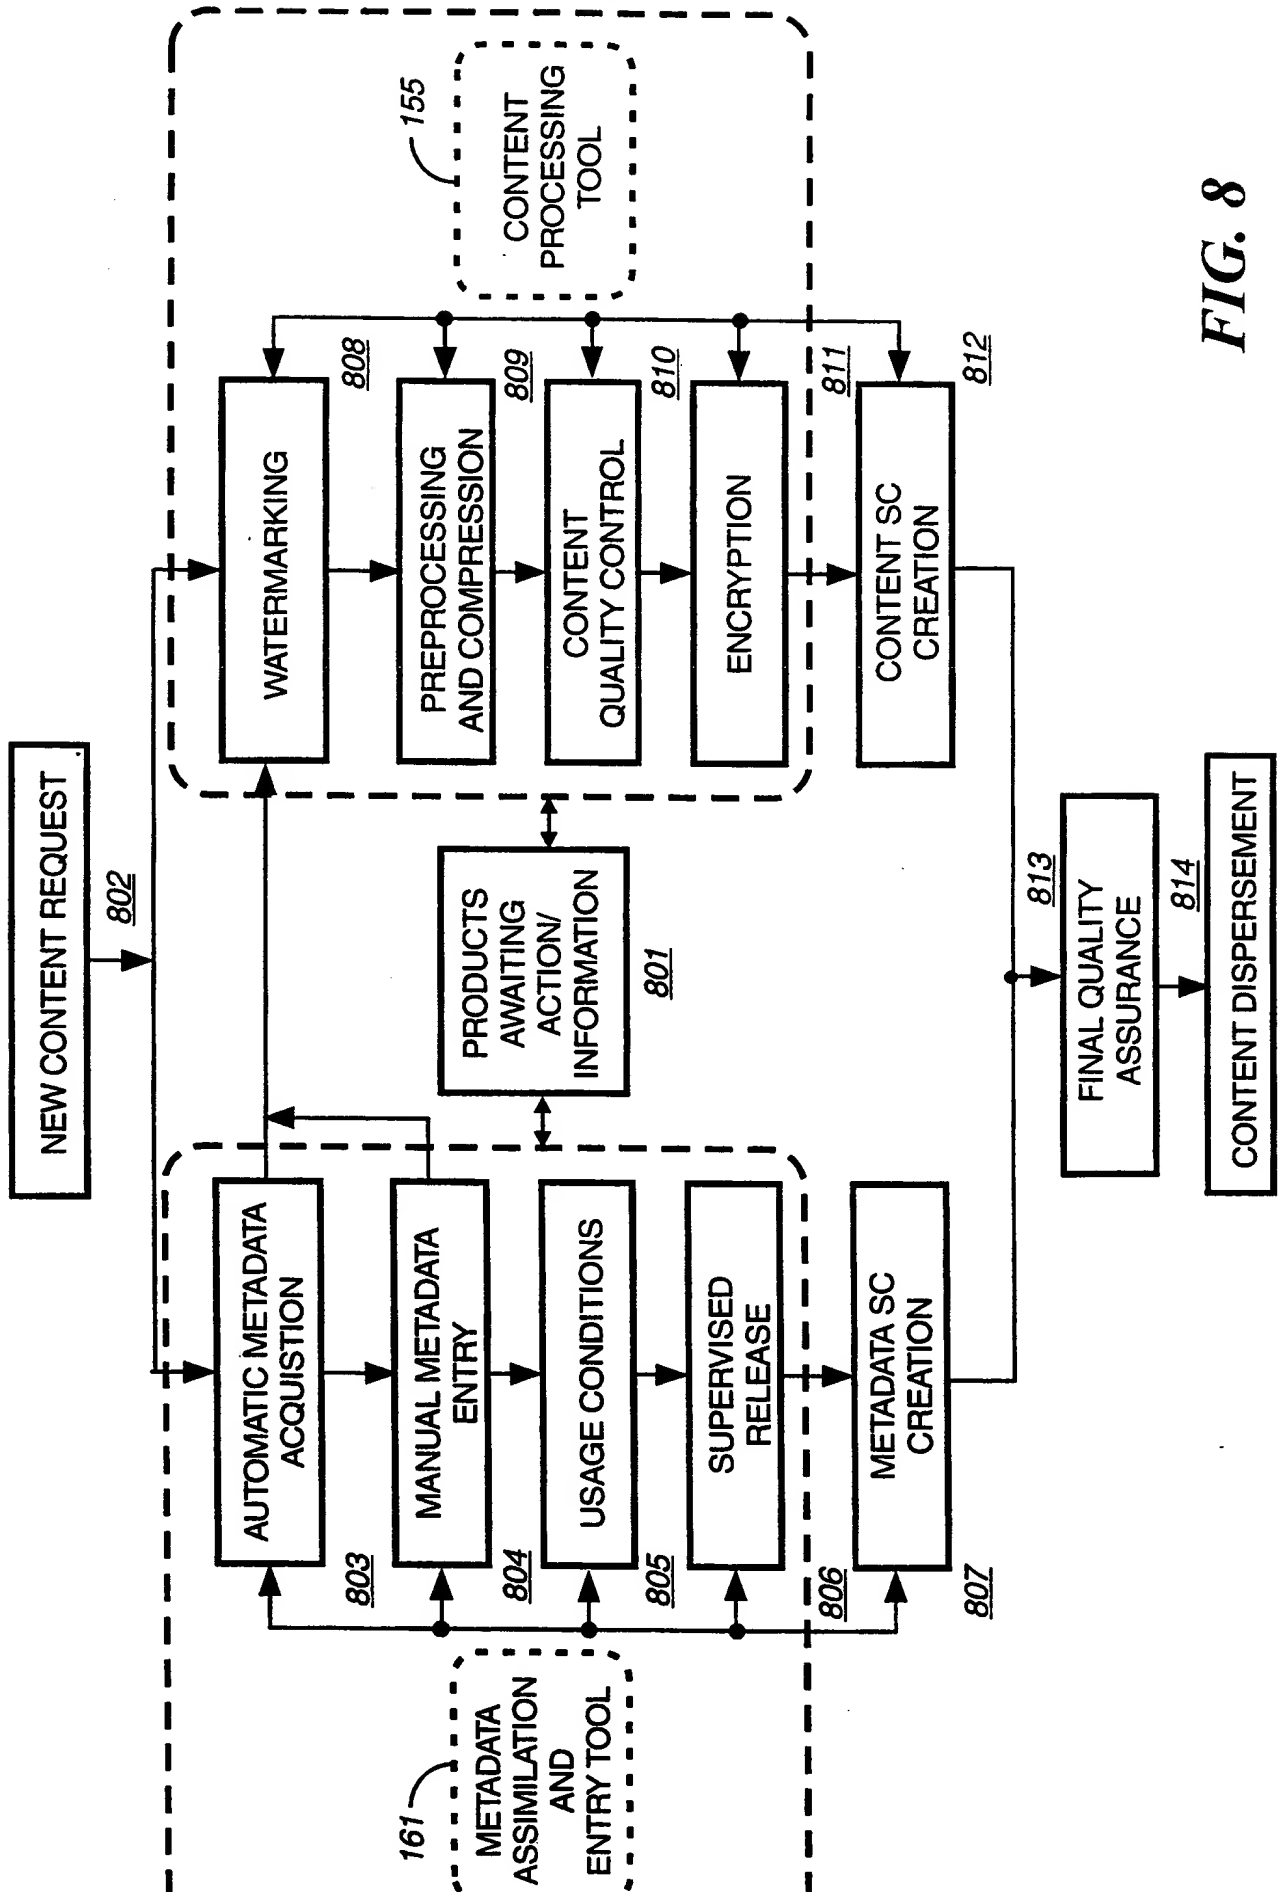 NEW CONTENT REQUEST
802
161
METADATA
ASSIMILATION
AND
ENTRY TOOL
AUTOMATIC METADATA
ACQUISTION
803
MANUAL METADATA
ENTRY
804
USAGE CONDITIONS
805
SUPERVISED
RELEASE
806
METADATA SC
CREATION
807
PRODUCTS
AWAITING
ACTION/
INFORMATION
801
WATERMARKING
808
PREPROCESSING
AND COMPRESSION
809
CONTENT
QUALITY CONTROL
810
ENCRYPTION
811
CONTENT SC
CREATION
812
155
CONTENT
PROCESSING
TOOL
FINAL QUALITY
ASSURANCE
813
CONTENT DISPERSEMENT
814
FIG. 8